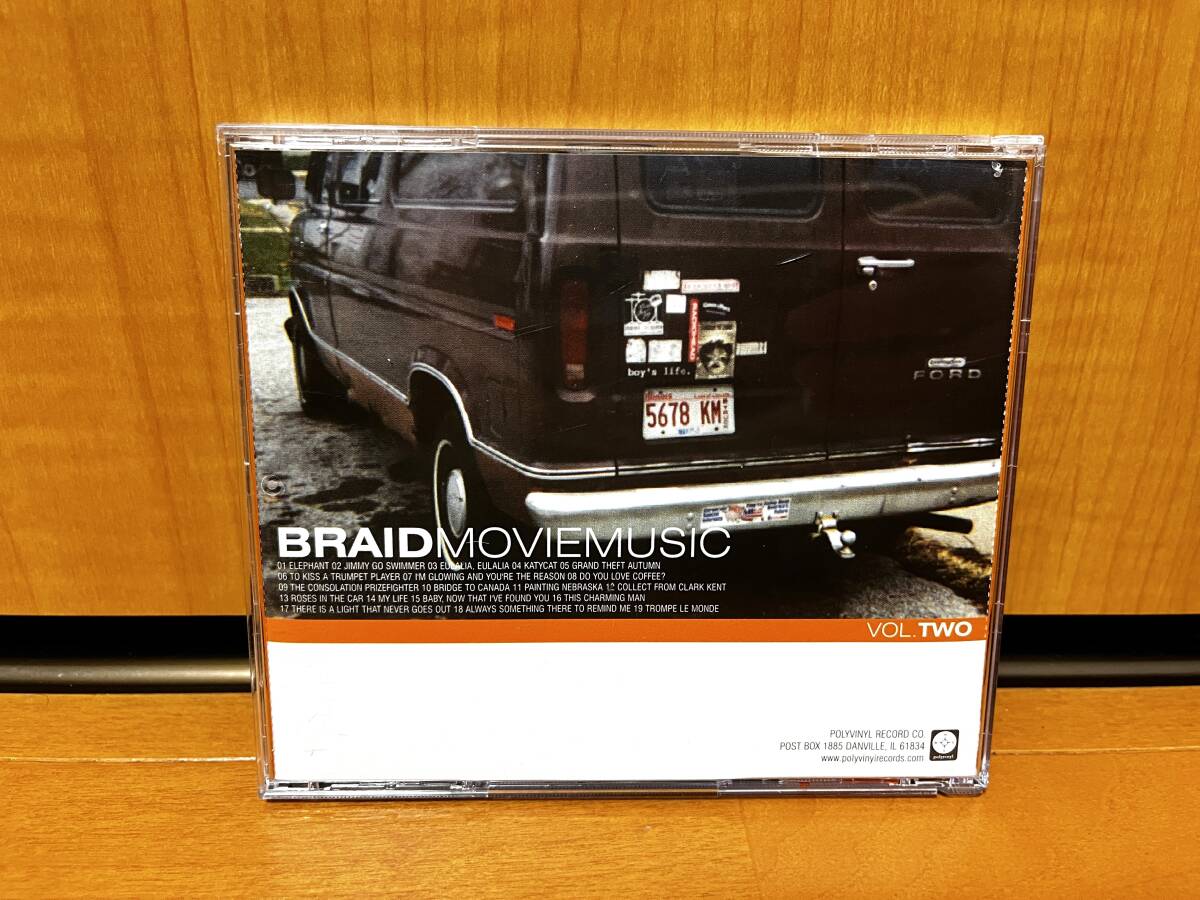 RADIOHEAD
boy's life.
Illinois
5678 KM
FORD
BRAIDMOVIEMUSIC
01 ELEPHANT 02 JIMMY GO SWIMMER 03 EULALIA, EULALIA 04 KATYCAT 05 GRAND THEFT AUTUMN
06 TO KISS A TRUMPET PLAYER 07 I'M GLOWING AND YOU'RE THE REASON 08 DO YOU LOVE COFFEE?
09 THE CONSOLATION PRIZEFIGHTER 10 BRIDGE TO CANADA 11 PAINTING NEBRASKA 12 COLLECT FROM CLARK KENT
13 ROSES IN THE CAR 14 MY LIFE 15 BABY, NOW THAT I'VE FOUND YOU 16 THIS CHARMING MAN
17 THERE IS A LIGHT THAT NEVER GOES OUT 18 ALWAYS SOMETHING THERE TO REMIND ME 19 TROMPE LE MONDE
VOL.TWO
POLYVINYL RECORD CO.
POST BOX 1885 DANVILLE, IL 61834
www.polyvinylrecords.com
polyvinyl